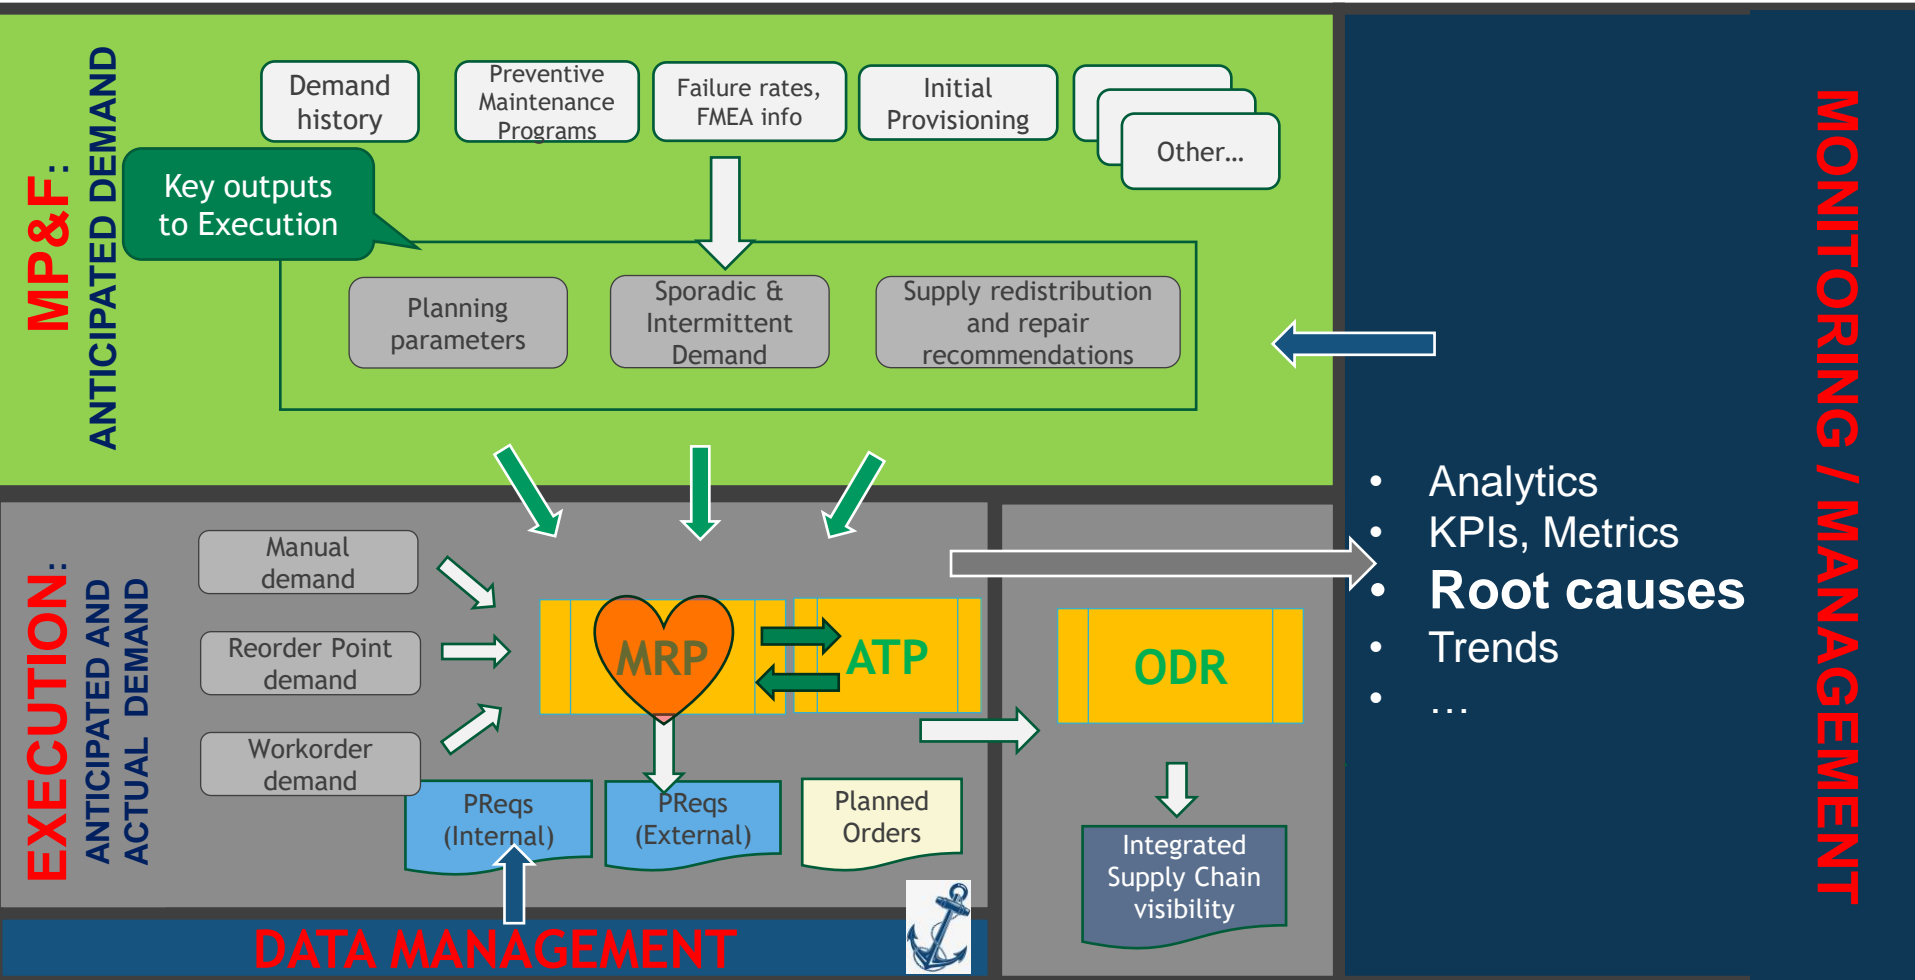 MP&F:
ANTICIPATED DEMAND
Demand
history
Preventive
Maintenance
Programs
Failure rates,
FMEA info
Initial
Provisioning
Other...
Key outputs
to Execution
Planning
parameters
Sporadic &
Intermittent
Demand
Supply redistribution
and repair
recommendations
EXECUTION:
ANTICIPATED AND
ACTUAL DEMAND
Manual
demand
Reorder Point
demand
Workorder
demand
MRP
ATP
ODR
PReqs
(Internal)
PReqs
(External)
Planned
Orders
Integrated
Supply Chain
visibility
DATA MANAGEMENT
• Analytics
• KPIs, Metrics
• Root causes
• Trends
• ...
MONITORING / MANAGEMENT